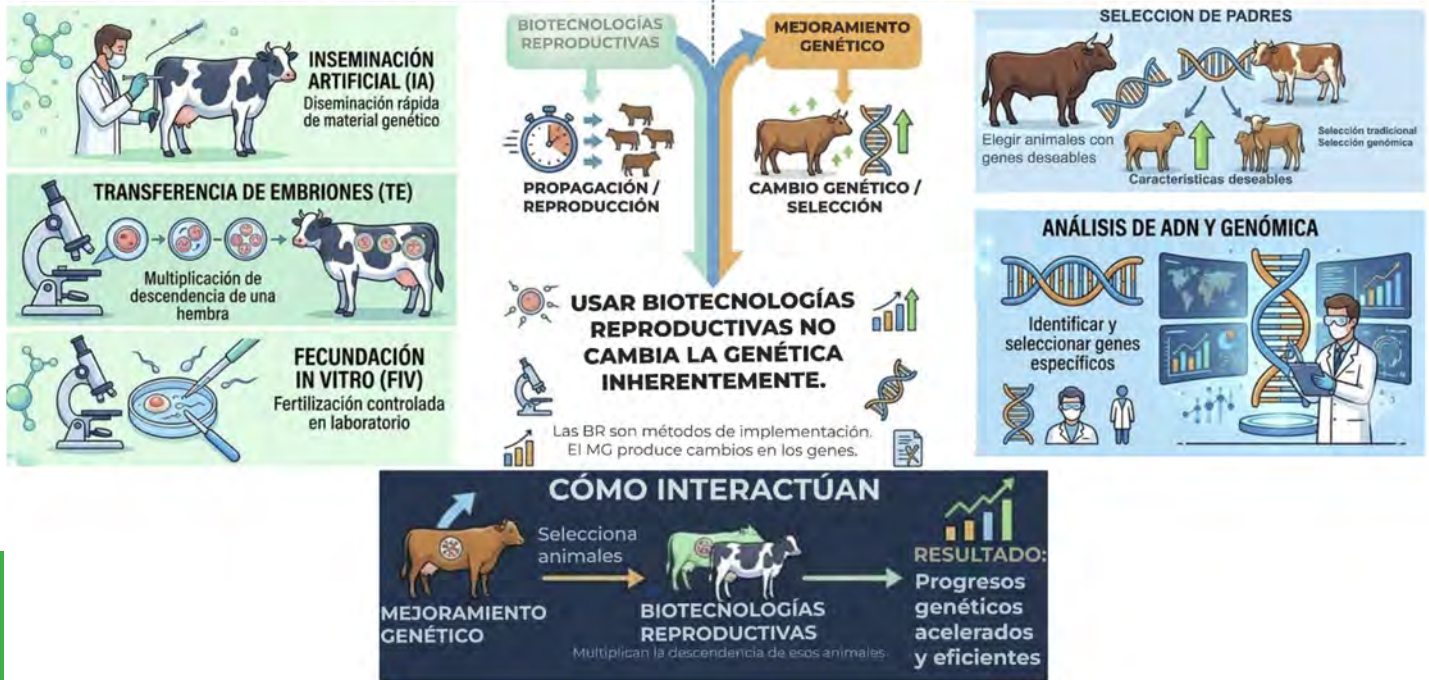 INSEMINACIÓN
ARTIFICIAL (IA)
Diseminación rápida
de material genético
TRANSFERENCIA DE EMBRIONES (TE)
Multiplicación de
descendencia de una
hembra
FECUNDACIÓN
IN VITRO (FIV)
Fertilización controlada
en laboratorio
BIOTECNOLOGÍAS
REPRODUCTIVAS
MEJORAMIENTO
GENÉTICO
PROPAGACIÓN /
REPRODUCCIÓN
CAMBIO GENÉTICO /
SELECCIÓN
USAR BIOTECNOLOGÍAS
REPRODUCTIVAS NO
CAMBIA LA GENÉTICA
INHERENTEMENTE.
Las BR son métodos de implementación.
El MG produce cambios en los genes.
SELECCION DE PADRES
Elegir animales con
genes deseables
Selección tradicional
Selección genómica
Caracteristicas deseables
ANÁLISIS DE ADN Y GENÓMICA
Identificar y
seleccionar genes
específicos
CÓMO INTERACTÚAN
MEJORAMIENTO
GENÉTICO
Selecciona
animales
BIOTECNOLOGÍAS
REPRODUCTIVAS
Multiplican la descendencia de esos animales
RESULTADO:
Progresos
genéticos
acelerados
y eficientes